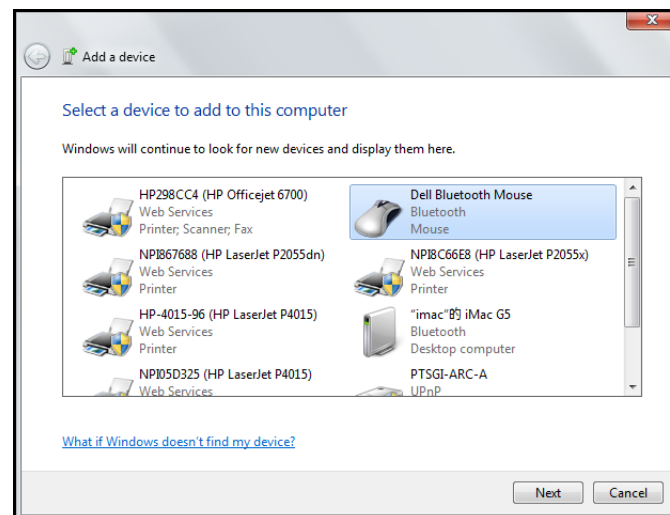 Add a device
Select a device to add to this computer
Windows will continue to look for new devices and display them here.
HP298CC4 (HP Officejet 6700)
Web Services
Printer; Scanner; Fax
Dell Bluetooth Mouse
Bluetooth
Mouse
NPI867688 (HP LaserJet P2055dn)
Web Services
Printer
NPI8C66E8 (HP LaserJet P2055x)
Web Services
Printer
HP-4015-96 (HP LaserJet P4015)
Web Services
Printer
"imac"的 iMac G5
Bluetooth
Desktop computer
NPI05D325 (HP LaserJet P4015)
Web Services
PTSGI-ARC-A
UPnP
What if Windows doesn't find my device?
Next
Cancel